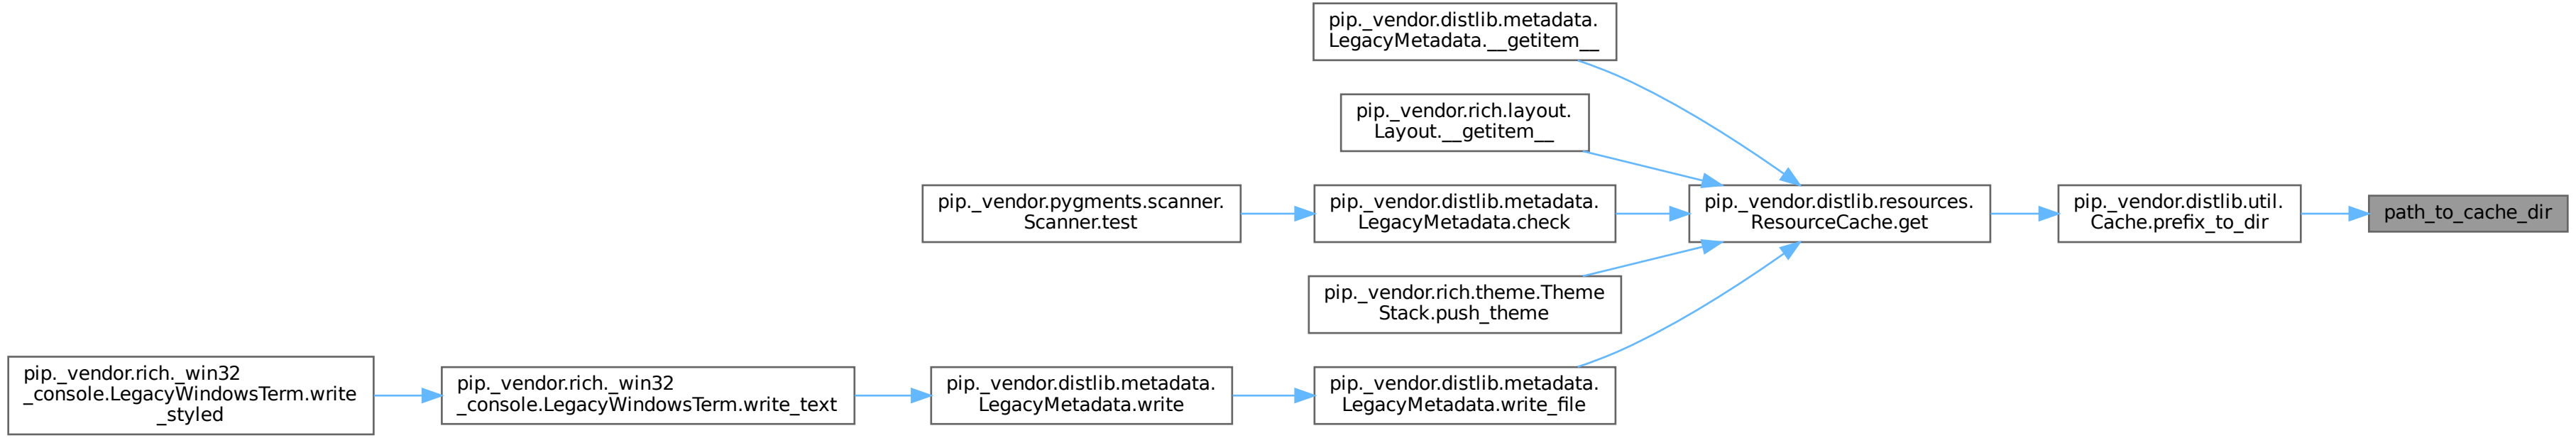 pip._vendor.distlib.metadata.
LegacyMetadata.__getitem__
pip._vendor.rich.layout.
Layout.__getitem__
pip._vendor.pygments.scanner.
Scanner.test
pip._vendor.distlib.metadata.
LegacyMetadata.check
pip._vendor.distlib.resources.
ResourceCache.get
pip._vendor.distlib.util.
Cache.prefix_to_dir
path_to_cache_dir
pip._vendor.rich.theme.Theme
Stack.push_theme
pip._vendor.rich._win32
_console.LegacyWindowsTerm.write
_styled
pip._vendor.rich._win32
_console.LegacyWindowsTerm.write_text
pip._vendor.distlib.metadata.
LegacyMetadata.write
pip._vendor.distlib.metadata.
LegacyMetadata.write_file